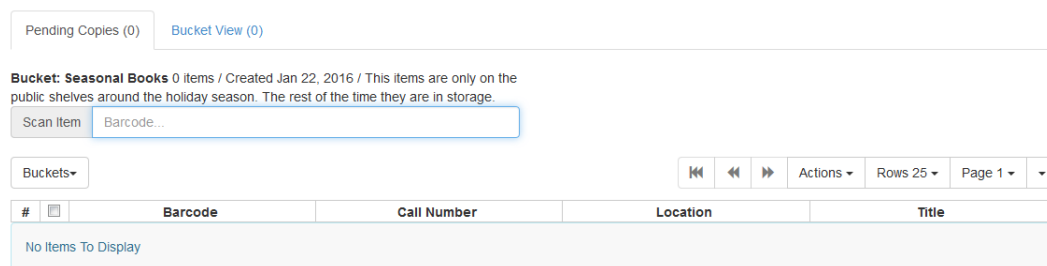 Pending Copies (0) Bucket View (0)
Bucket: Seasonal Books 0 items / Created Jan 22, 2016 / This items are only on the
public shelves around the holiday season. The rest of the time they are in storage.
Scan Item Barcode...
Buckets Actions Rows 25 Page 1
# Barcode Call Number Location Title
No Items To Display